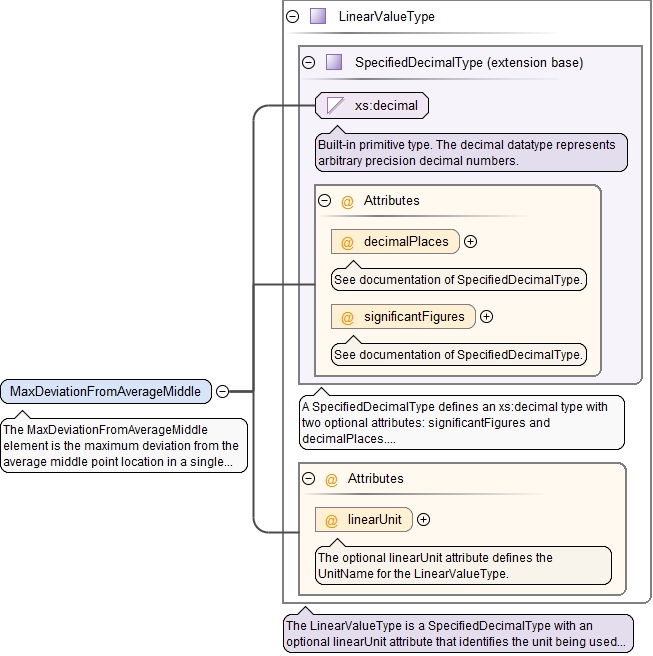 LinearValueType
SpecifiedDecimalType (extension base)
xs:decimal
Built-in primitive type. The decimal datatype represents
arbitrary precision decimal numbers.
@ Attributes
@ decimalPlaces
See documentation of SpecifiedDecimalType.
@ significantFigures
See documentation of SpecifiedDecimalType.
MaxDeviationFromAverageMiddle
The MaxDeviationFromAverageMiddle
element is the maximum deviation from the
average middle point location in a single...
A SpecifiedDecimalType defines an xs:decimal type with
two optional attributes: significantFigures and
decimalPlaces....
@ Attributes
@ linearUnit
The optional linearUnit attribute defines the
UnitName for the LinearValueType.
The LinearValueType is a SpecifiedDecimalType with an
optional linearUnit attribute that identifies the unit being used...